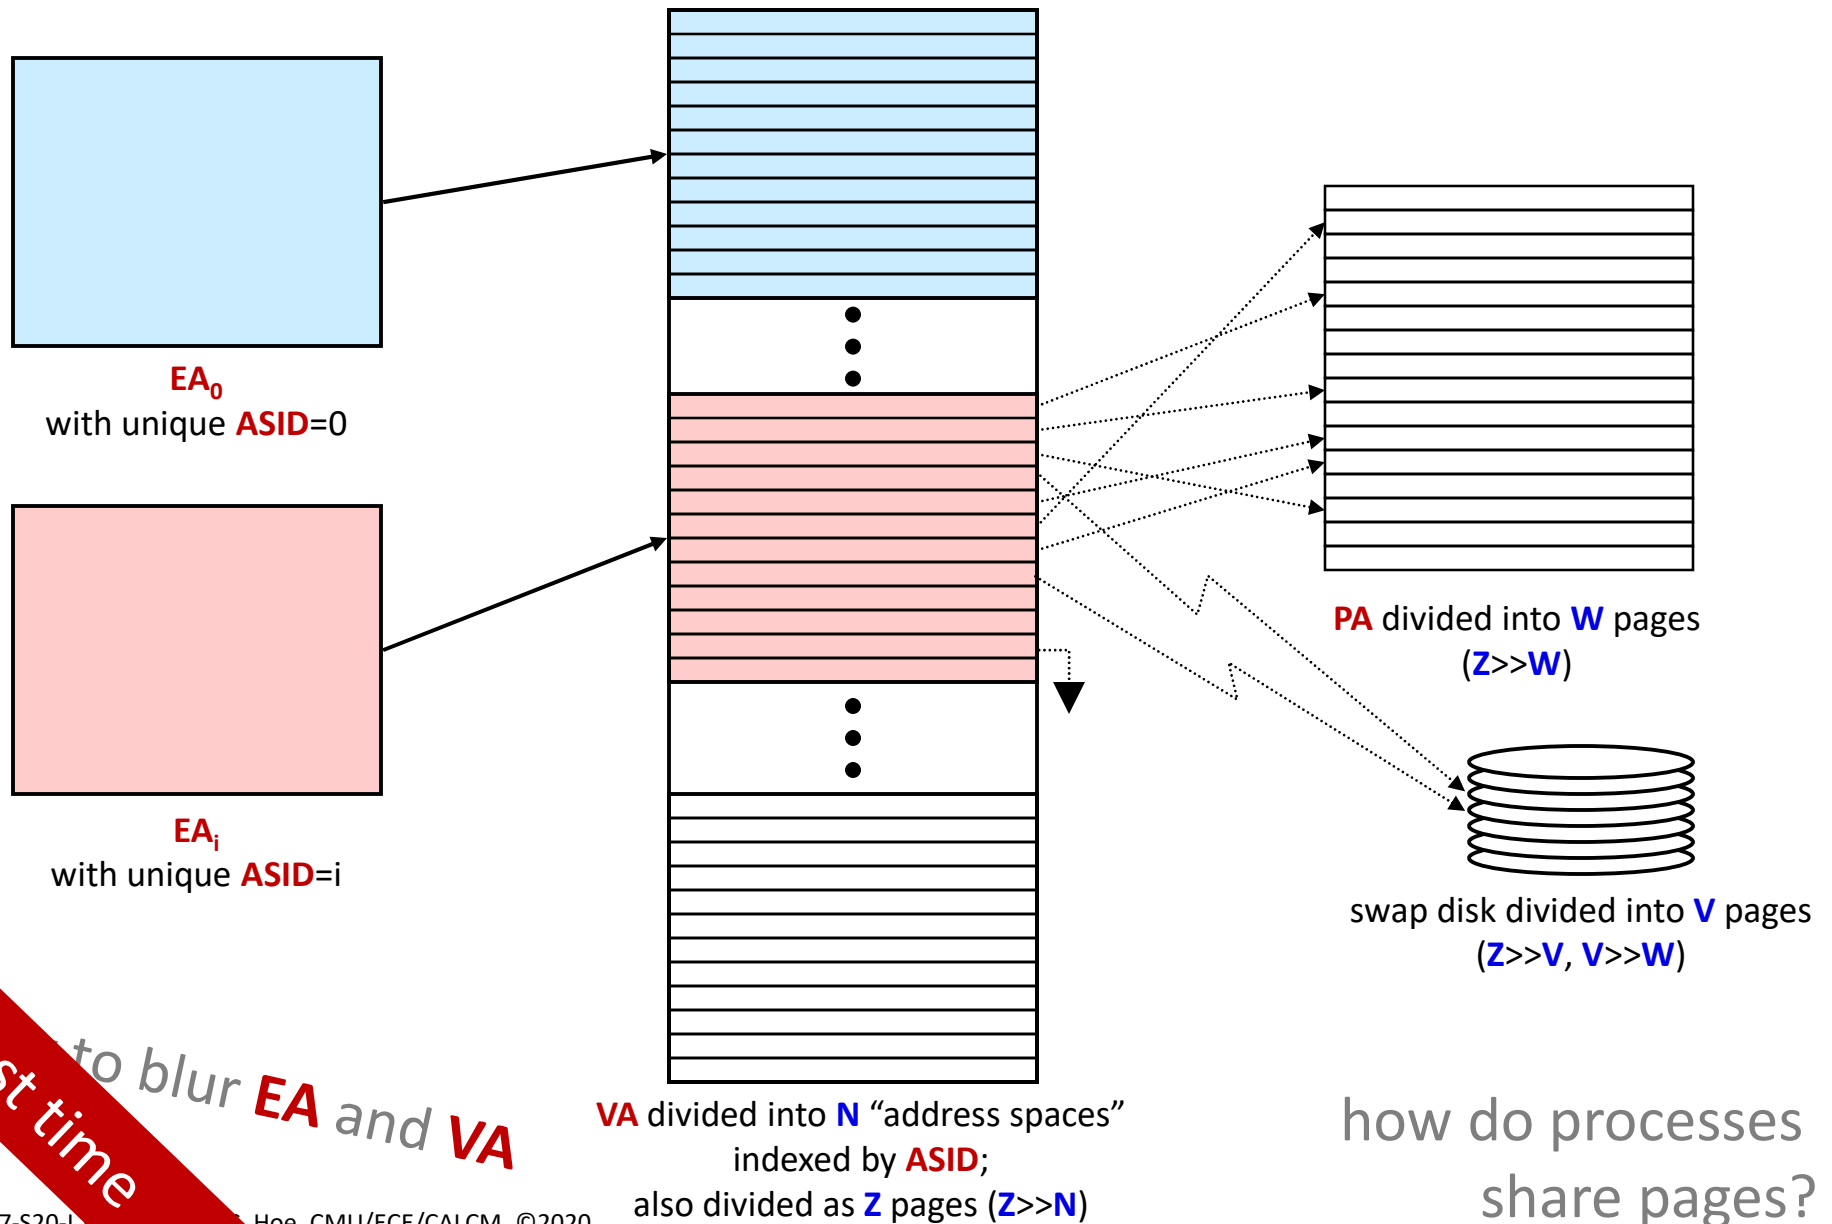 EA0
with unique ASID=0
EAi
with unique ASID=i
PA divided into W pages
(Z>>W)
swap disk divided into V pages
(Z>>V, V>>W)
to blur EA and VA
time
VA divided into N “address spaces”
indexed by ASID;
also divided as Z pages (Z>>N)
how do processes
share pages?
Hoe, CMU/ECE/CALCM, ©2020